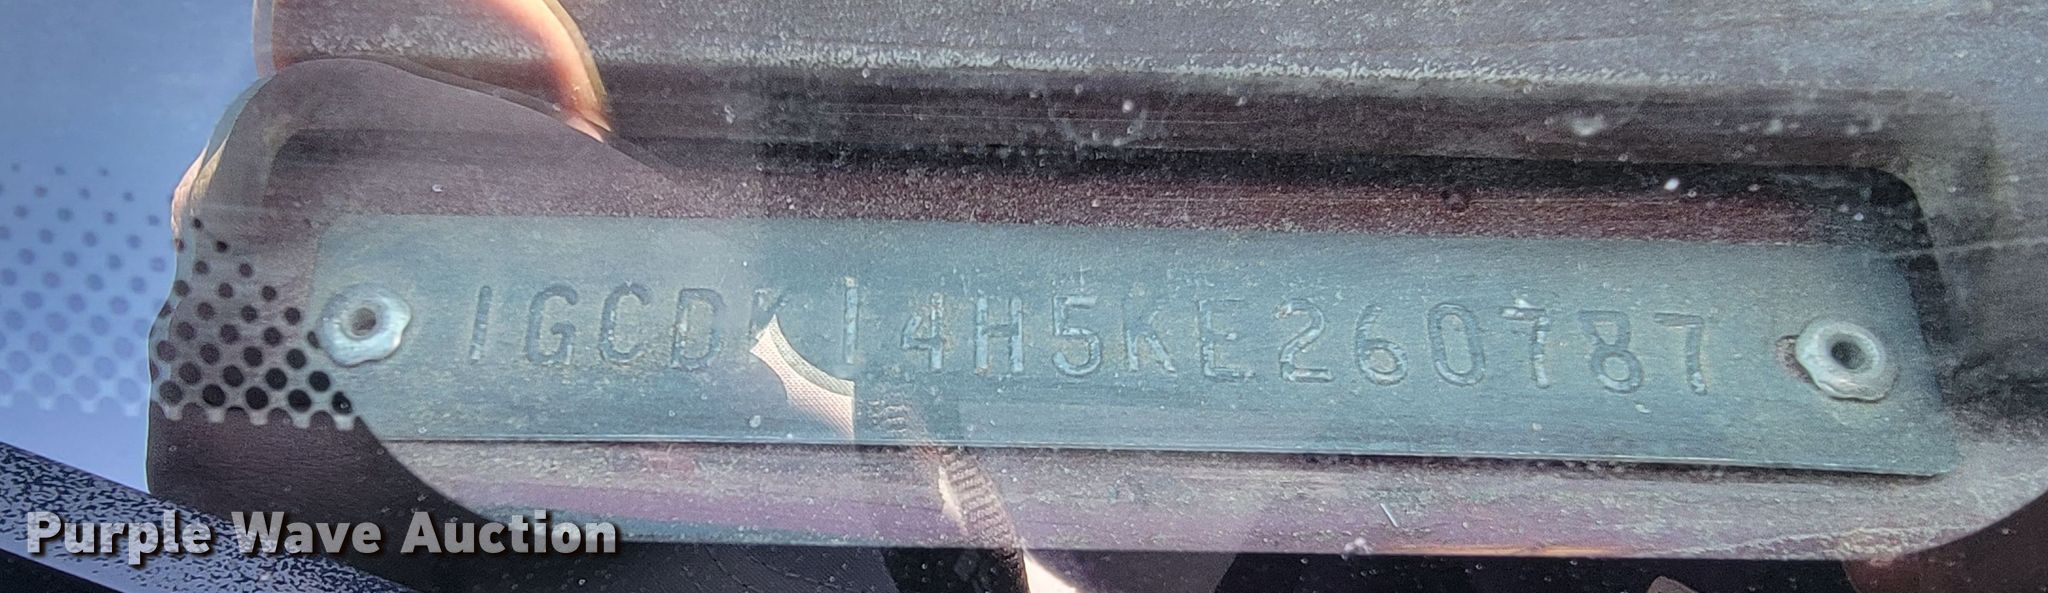 1GCDK14H5KE260787
Purple Wave Auction